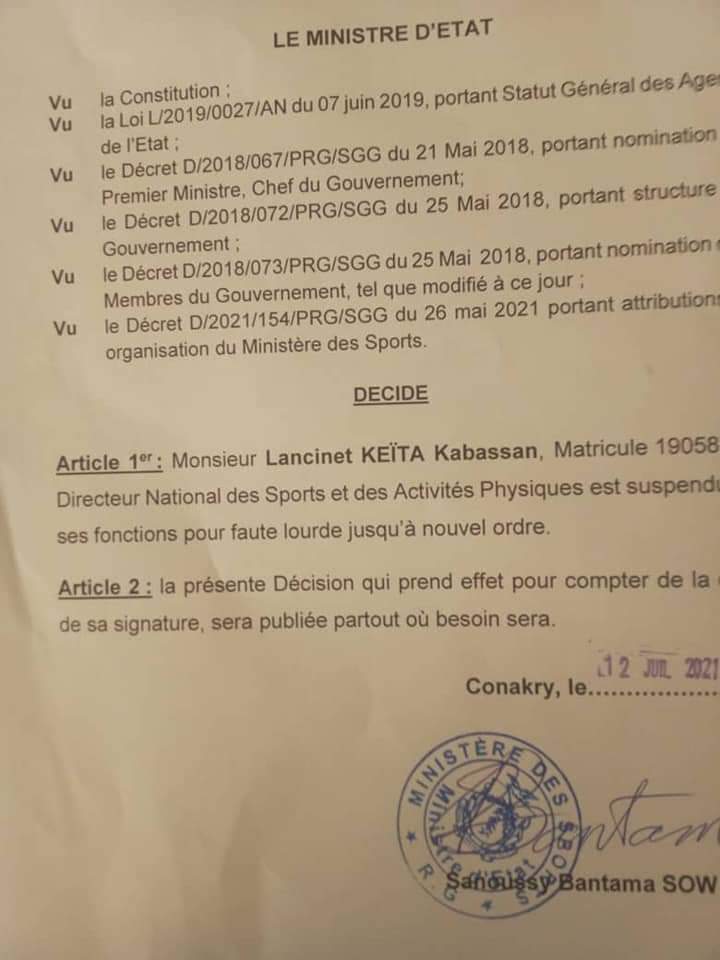 LE MINISTRE D'ETAT
Vu la Constitution ;
Vu la Loi L/2019/0027/AN du 07 juin 2019, portant Statut Général des Age
de l'Etat ;
Vu le Décret D/2018/067/PRG/SGG du 21 Mai 2018, portant nomination
Premier Ministre, Chef du Gouvernement;
Vu le Décret D/2018/072/PRG/SGG du 25 Mai 2018, portant structure
Gouvernement ;
Vu le Décret D/2018/073/PRG/SGG du 25 Mai 2018, portant nomination
Membres du Gouvernement, tel que modifié à ce jour ;
Vu le Décret D/2021/154/PRG/SGG du 26 mai 2021 portant attributions
organisation du Ministère des Sports.
DECIDE
Article 1er : Monsieur Lancinet KEÏTA Kabassan, Matricule 19058
Directeur National des Sports et des Activités Physiques est suspendu
ses fonctions pour faute lourde jusqu'à nouvel ordre.
Article 2 : la présente Décision qui prend effet pour compter de la
de sa signature, sera publiée partout où besoin sera.
12 JUIL 2021
Conakry, le..................
MINISTÈRE DES SPORTS
Ministre d'Etat
R.G
Bantam
Sanoussy Bantama SOW